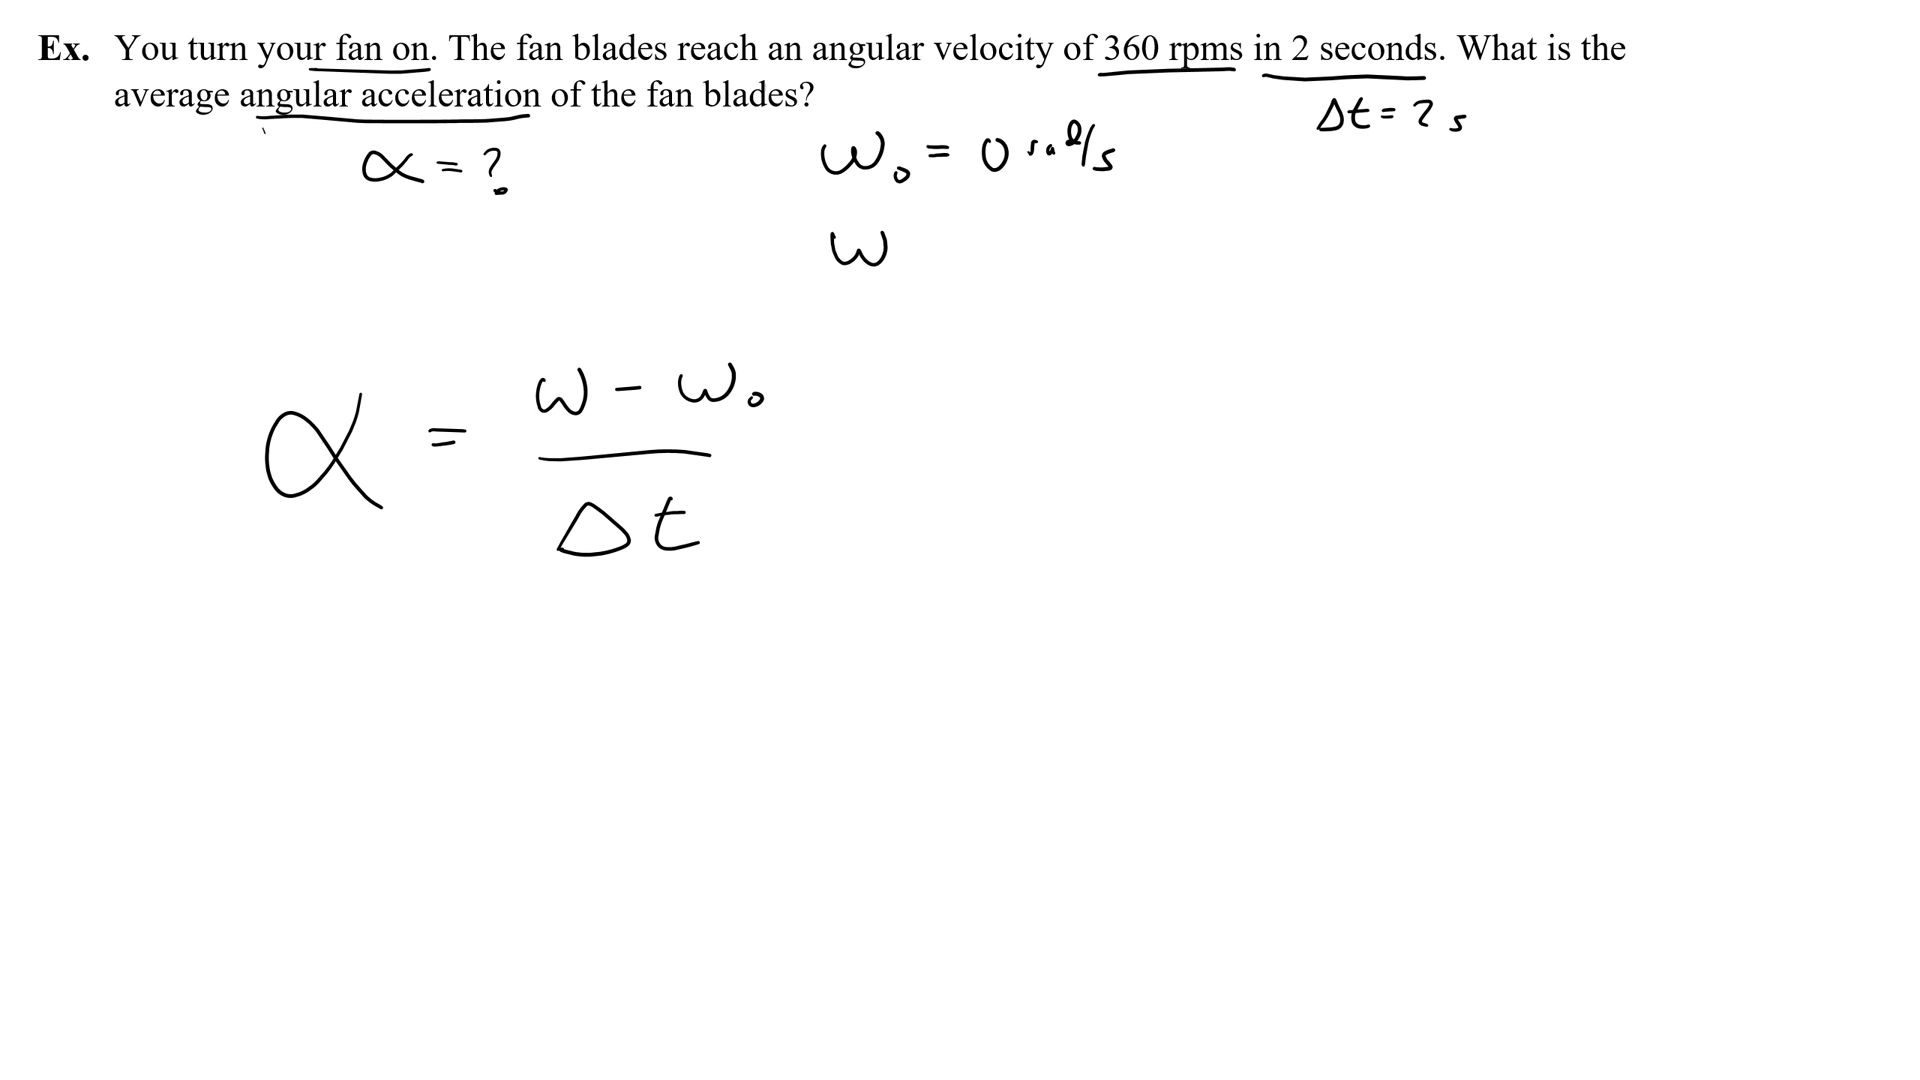 Ex. You turn your fan on. The fan blades reach an angular velocity of 360 rpms in 2 seconds. What is the
average angular acceleration of the fan blades?
Δt = 2 s
α = ?
ω₀ = 0 rad/s
ω
α = (ω - ω₀) / Δt